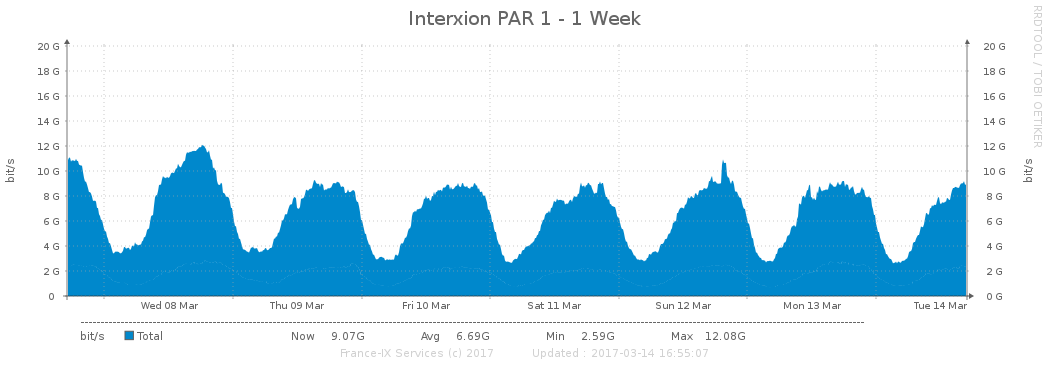 Interxion PAR 1 - 1 Week
RRDTOOL / TOBI OETIKER
20 G 20 G
18 G 18 G
16 G 16 G
14 G 14 G
12 G 12 G
10 G 10 G
8 G 8 G
6 G 6 G
4 G 4 G
2 G 2 G
0 0 G
bit/s
bit/s
Wed 08 Mar Thu 09 Mar Fri 10 Mar Sat 11 Mar Sun 12 Mar Mon 13 Mar Tue 14 Mar
bit/s Total Now 9.07G Avg 6.69G Min 2.59G Max 12.08G
France-IX Services (c) 2017 Updated : 2017-03-14 16:55:07